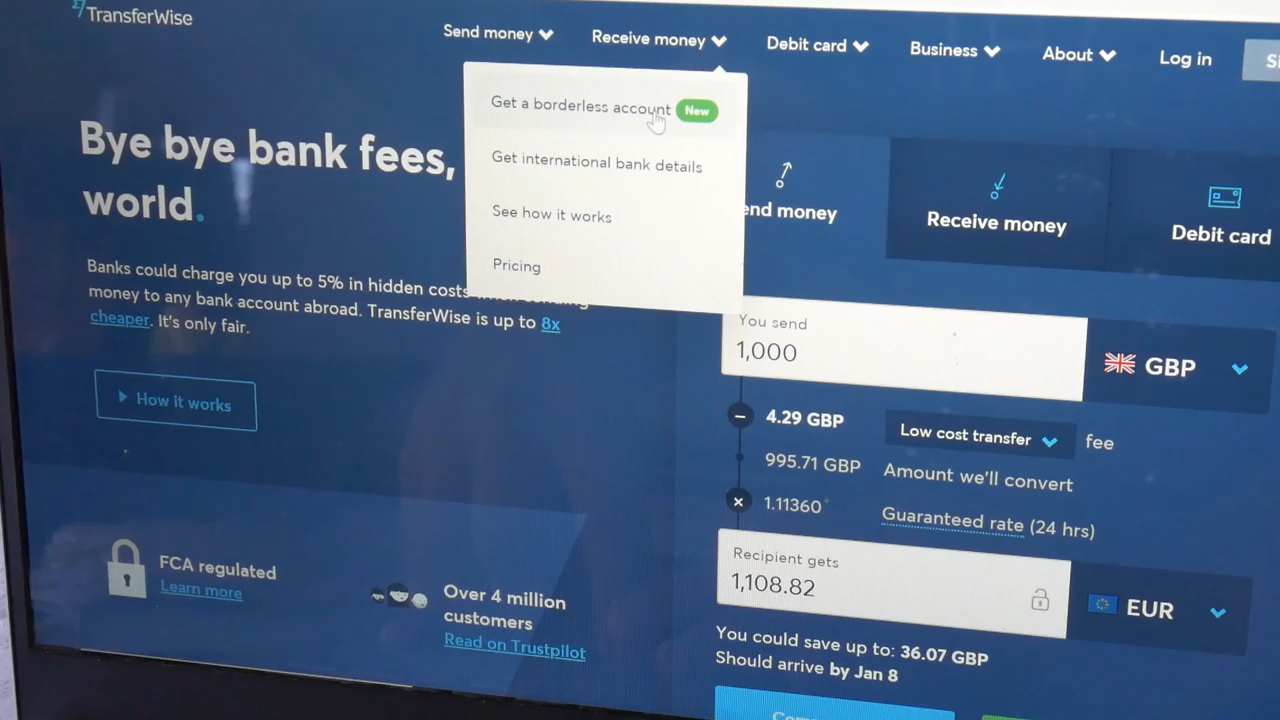 TransferWise
Send money
Receive money
Debit card
Business
About
Log in
Get a borderless account
New
Get international bank details
See how it works
Pricing
Bye bye bank fees,
world.
Banks could charge you up to 5% in hidden costs when sending
money to any bank account abroad. TransferWise is up to 8x
cheaper. It's only fair.
How it works
FCA regulated
Learn more
Over 4 million
customers
Read on Trustpilot
end money
Receive money
Debit card
You send
1,000
GBP
4.29 GBP
Low cost transfer
fee
995.71 GBP
Amount we'll convert
1.11360*
Guaranteed rate (24 hrs)
Recipient gets
1,108.82
EUR
You could save up to: 36.07 GBP
Should arrive by Jan 8